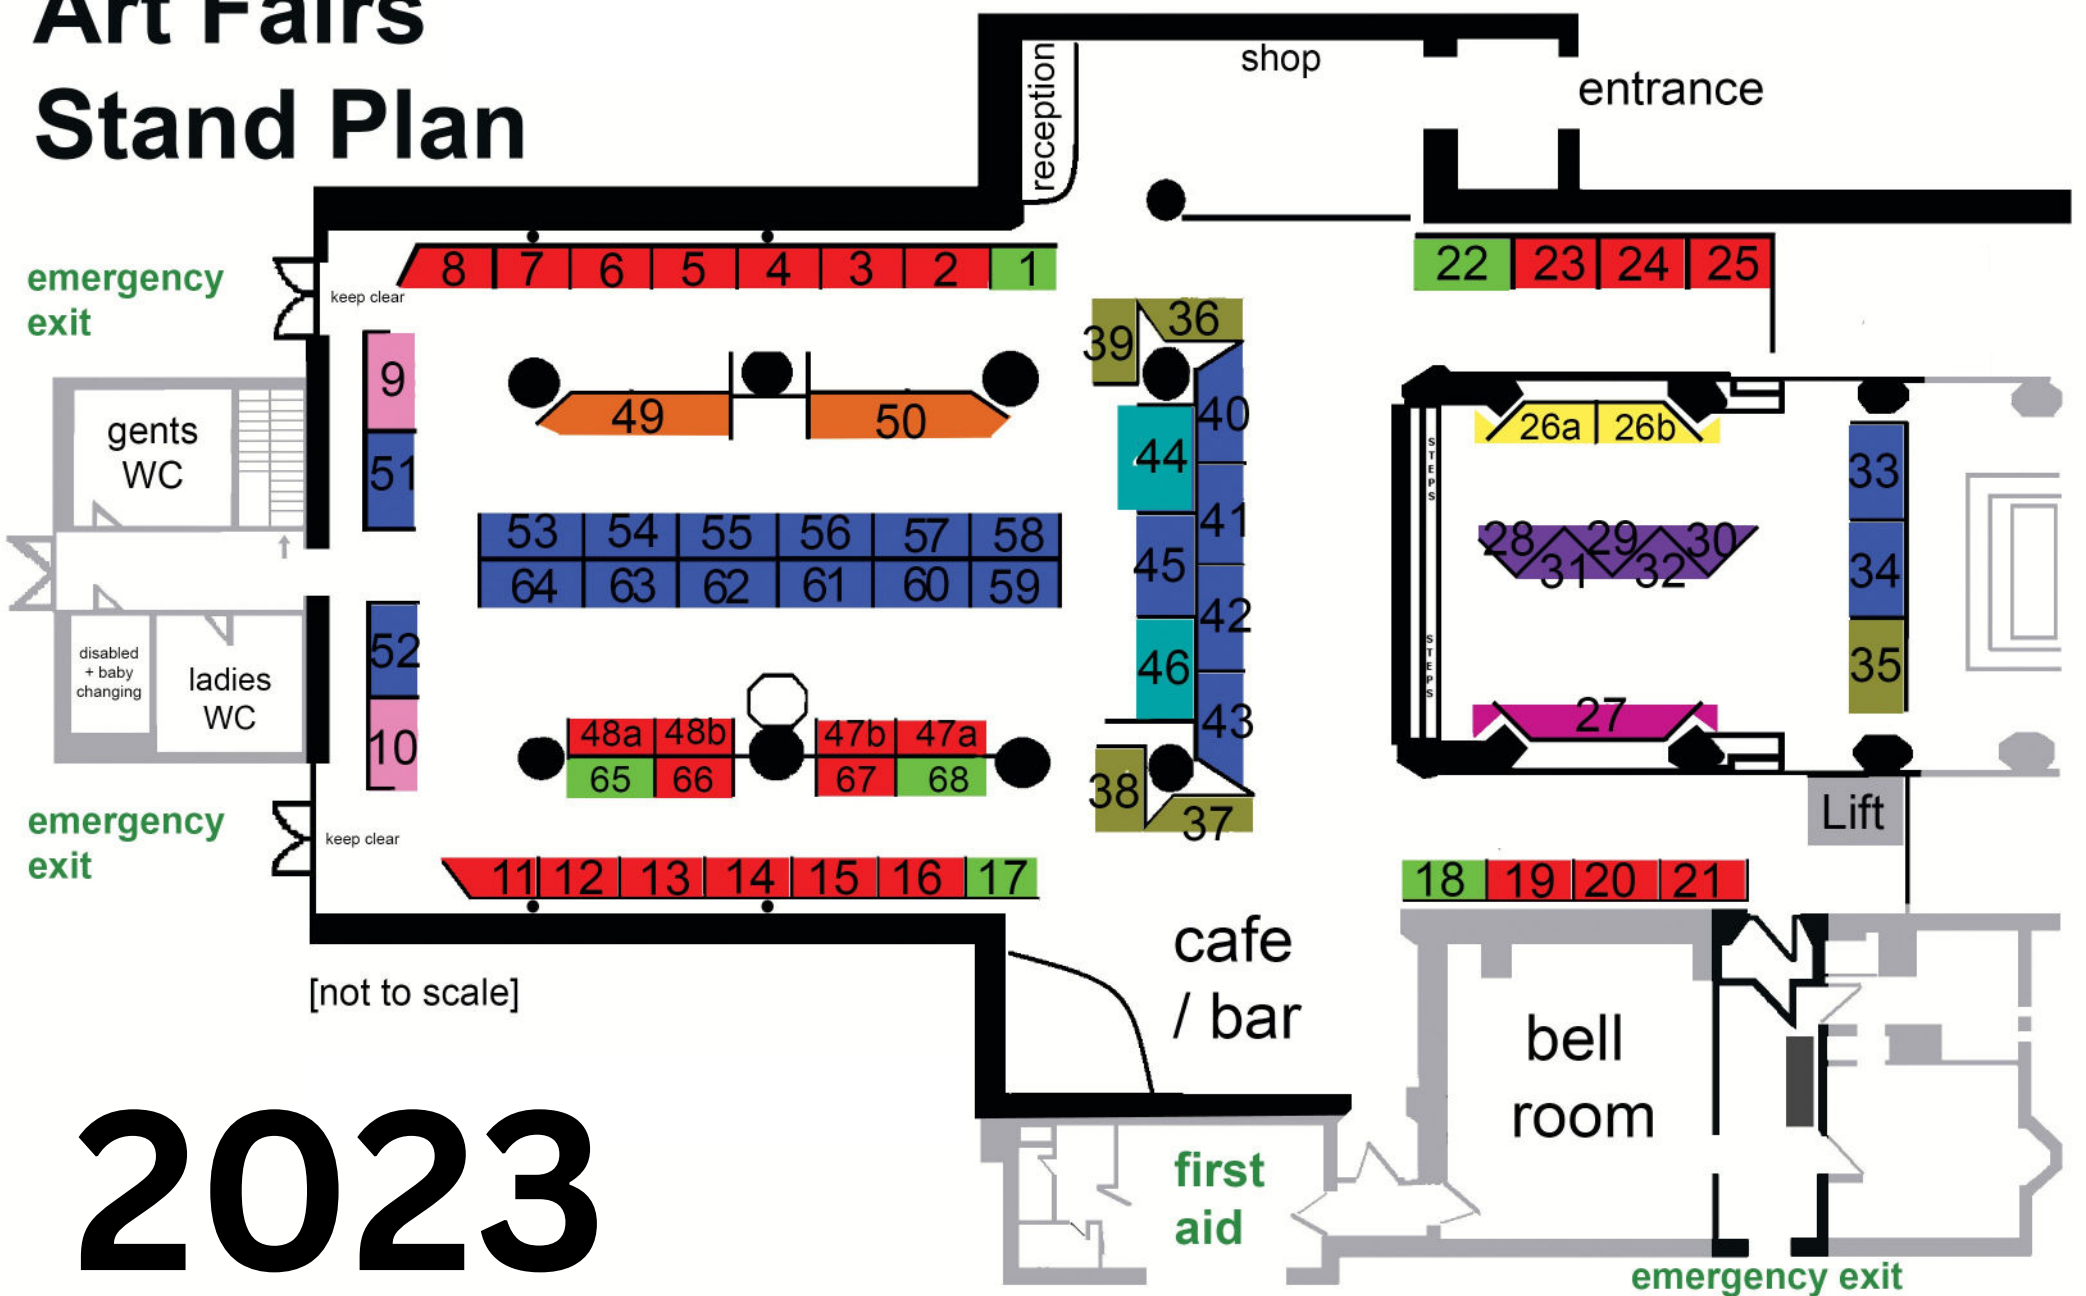 Art Fairs
Stand Plan
reception
shop
entrance
emergency
exit
keep clear
8 7 6 5 4 3 2 1
22 23 24 25
39 36
9
51
gents
WC
49 50
44 40
41
45
42
46
43
38 37
STEPS
STEPS
26a 26b
28 29 30
31 32
33
34
35
27
53 54 55 56 57 58
64 63 62 61 60 59
disabled
+ baby
changing
ladies
WC
52
10
48a 48b 47b 47a
65 66 67 68
Lift
emergency
exit
keep clear
11 12 13 14 15 16 17
18 19 20 21
[not to scale]
cafe
/ bar
bell
room
2023
first
aid
emergency exit